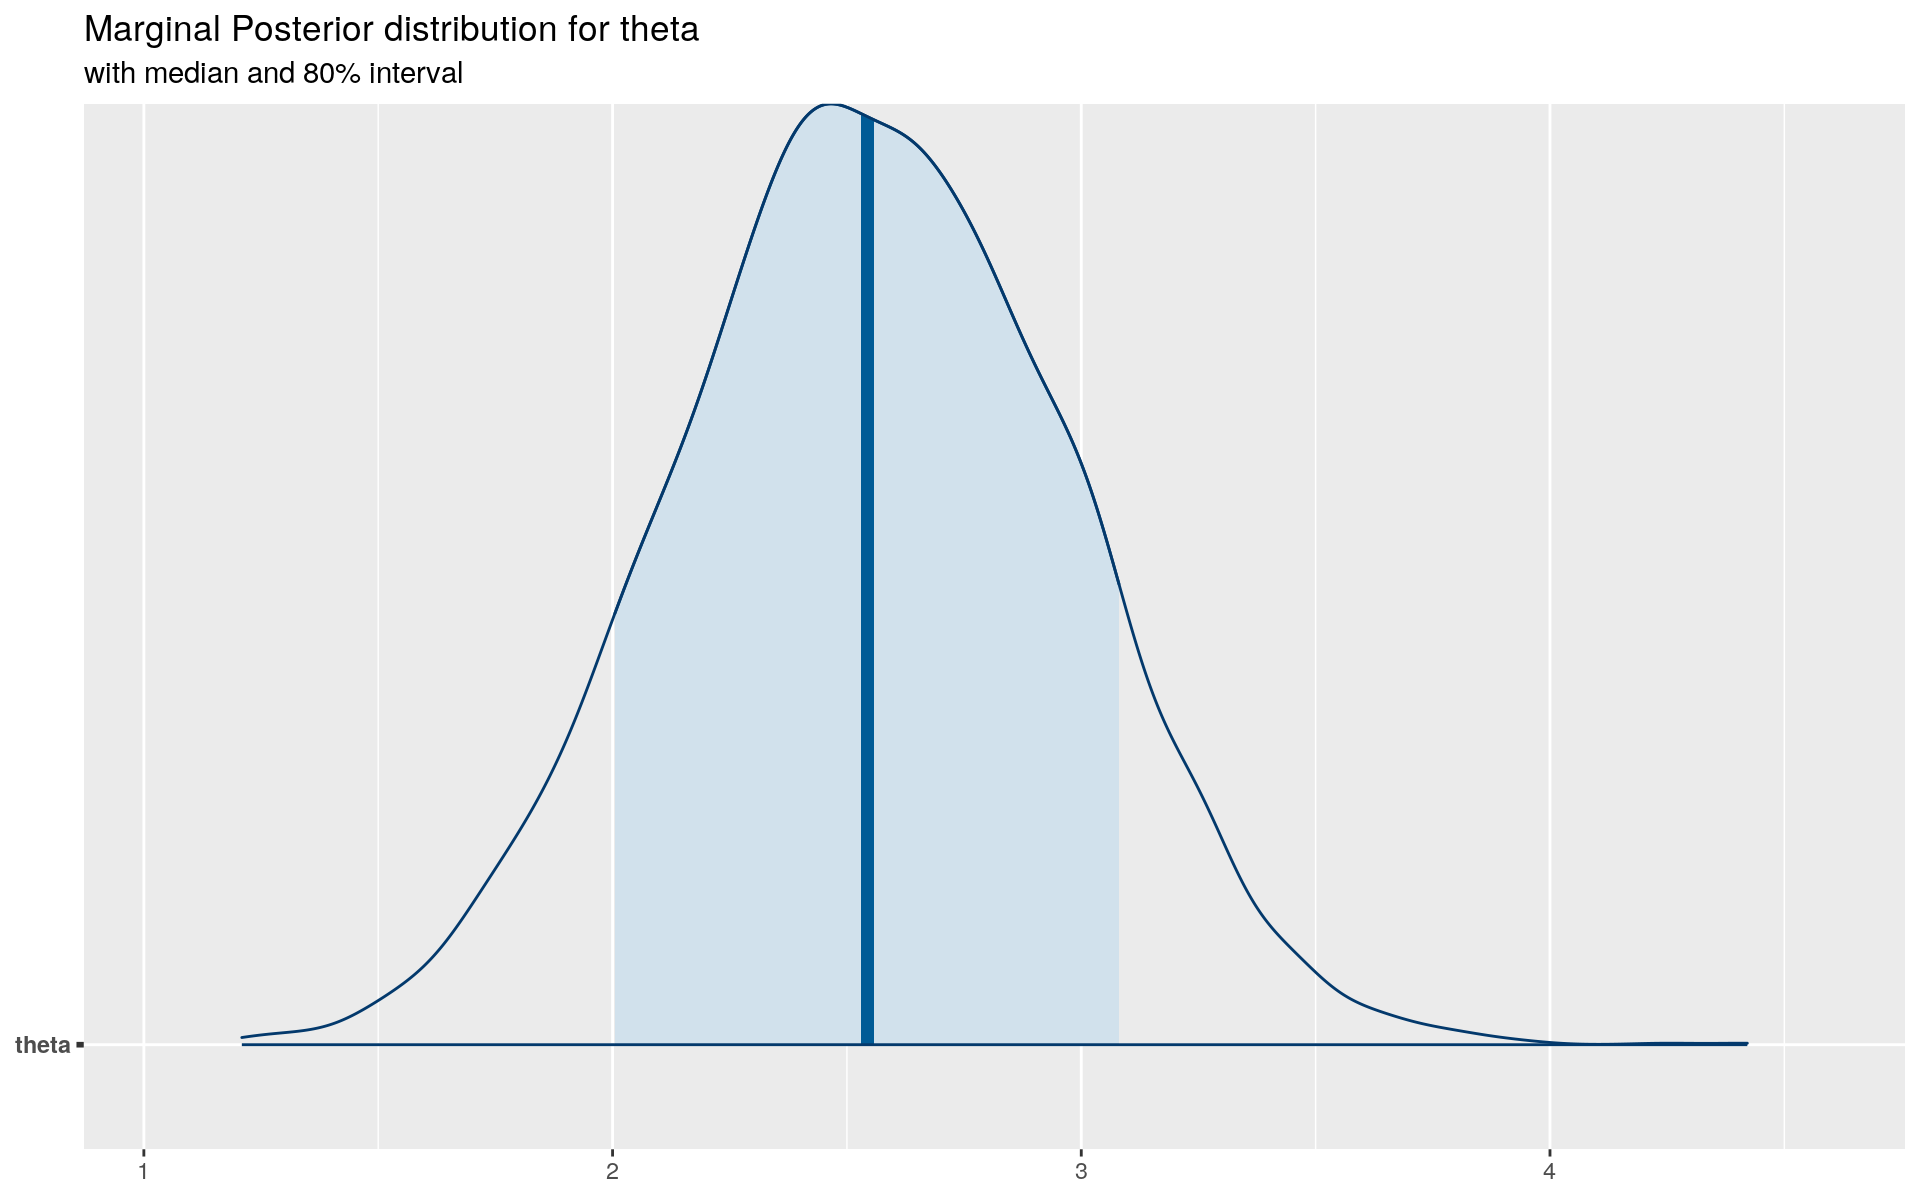 Marginal Posterior distribution for theta
with median and 80% interval
theta
1 2 3 4